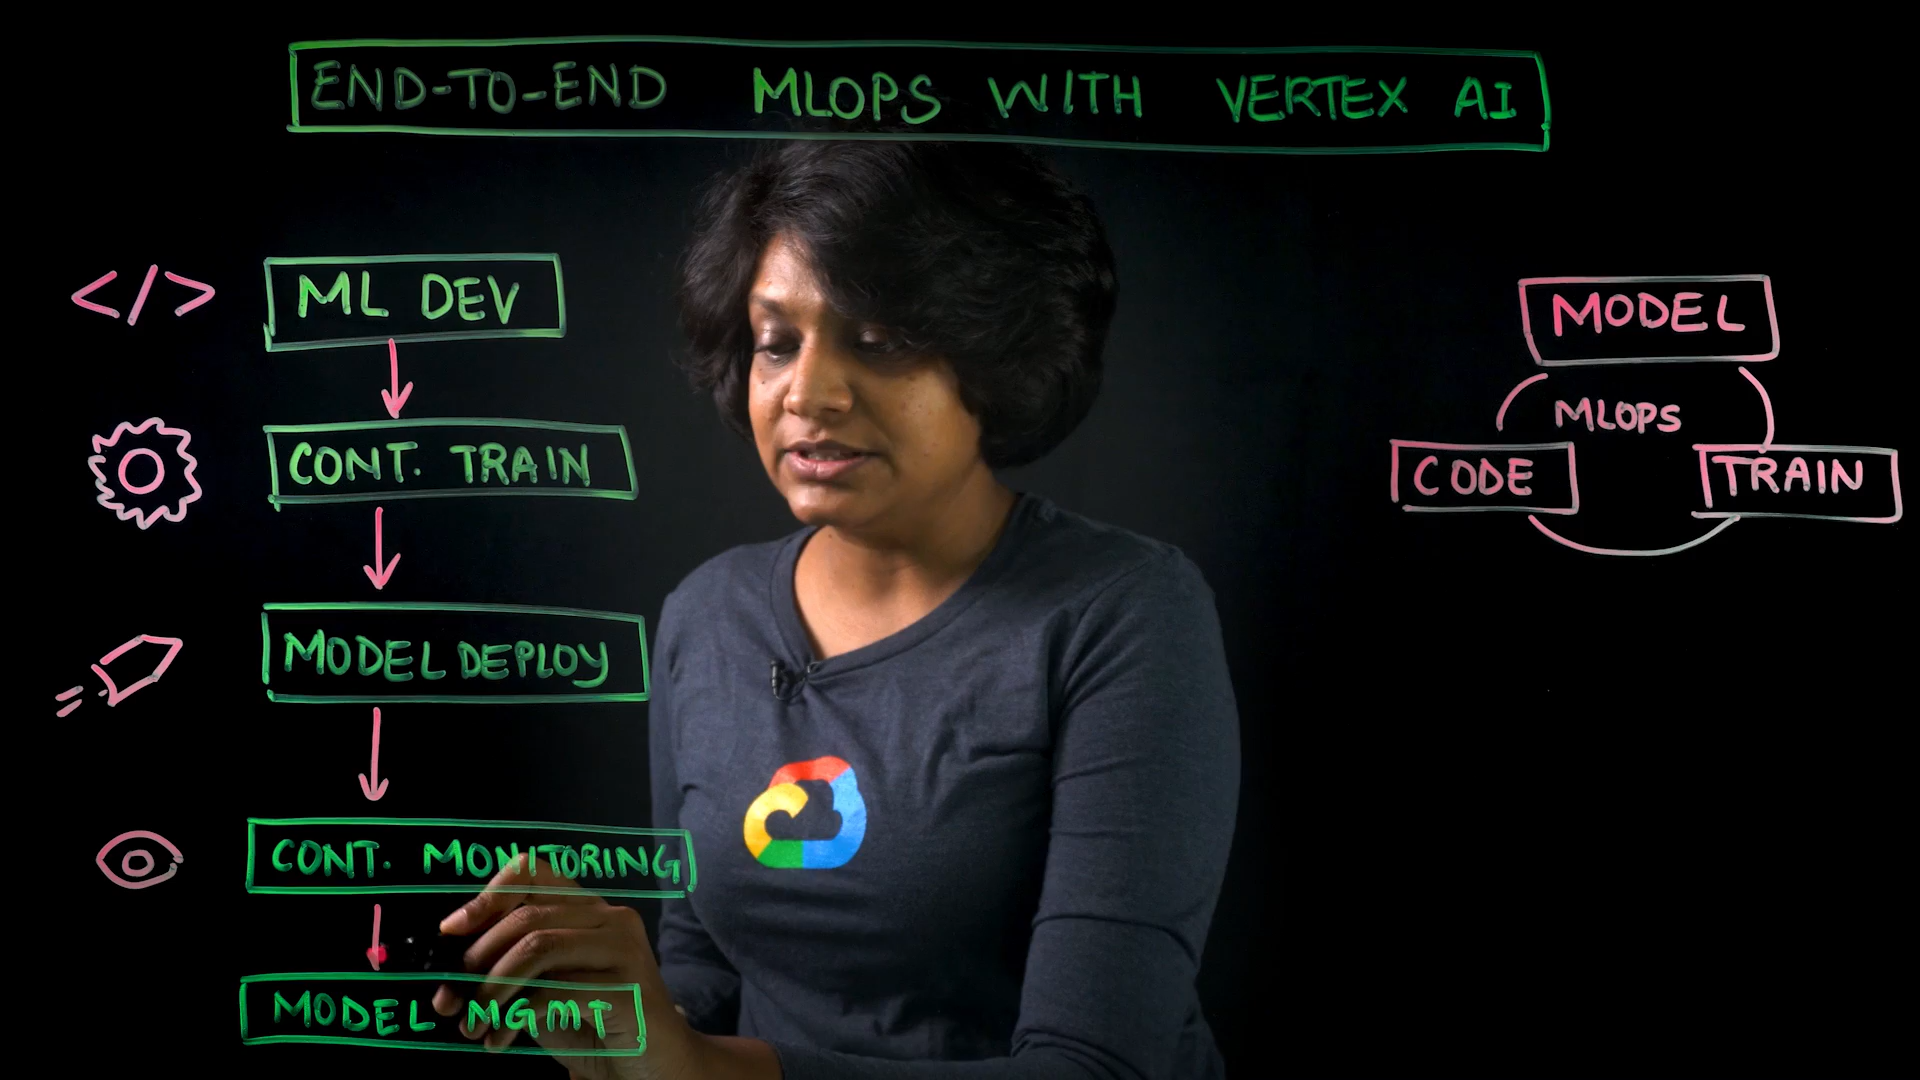 END-TO-END MLOPS WITH VERTEX AI
</>
ML DEV
CONT. TRAIN
MODEL DEPLOY
CONT. MONITORING
MODEL MGMT
MODEL
MLOPS
CODE
TRAIN